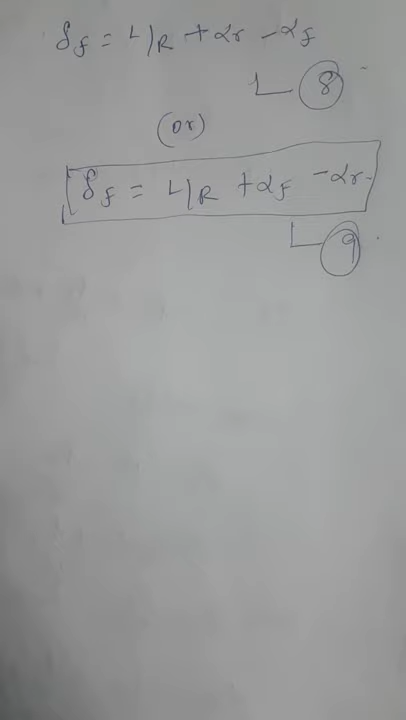 δf = L/R + αr - αf
8
(or)
δf = L/R + αf - αr
9